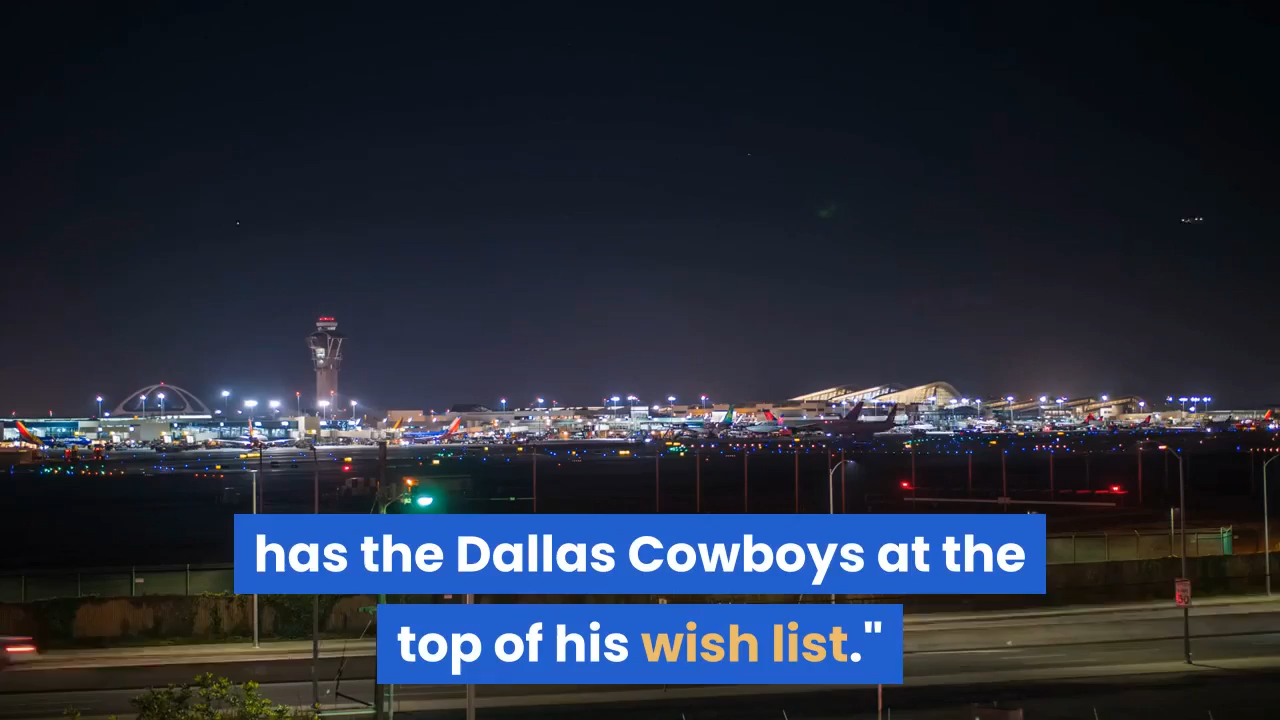 has the Dallas Cowboys at the
top of his wish list."